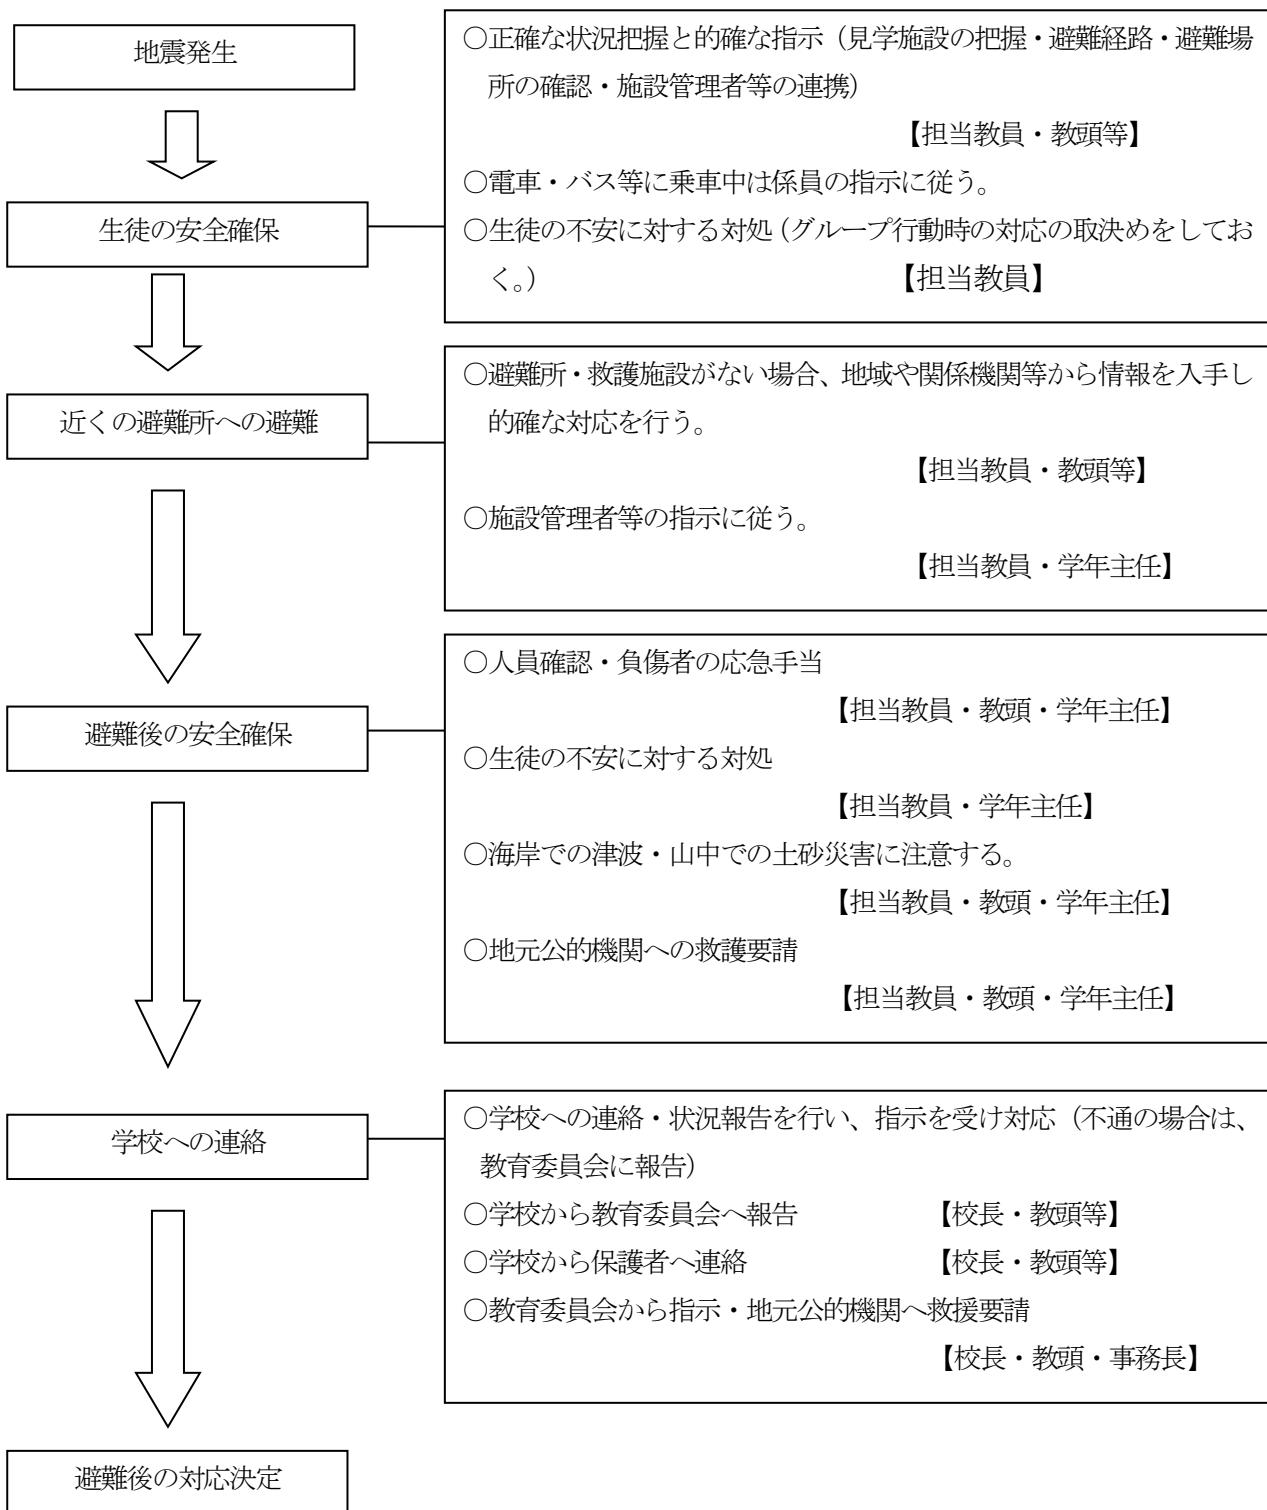 地震発生
○正確な状況把握と的確な指示（見学施設の把握・避難経路・避難場
所の確認・施設管理者等の連携）
【担当教員・教頭等】
○電車・バス等に乗車中は係員の指示に従う。
生徒の安全確保
○生徒の不安に対する対処（グループ行動時の対応の取決めをしてお
く。） 【担当教員】
近くの避難所への避難
○避難所・救護施設がない場合、地域や関係機関等から情報を入手し
的確な対応を行う。
【担当教員・教頭等】
○施設管理者等の指示に従う。
【担当教員・学年主任】
避難後の安全確保
○人員確認・負傷者の応急手当
【担当教員・教頭・学年主任】
○生徒の不安に対する対処
【担当教員・学年主任】
○海岸での津波・山中での土砂災害に注意する。
【担当教員・教頭・学年主任】
○地元公的機関への救護要請
【担当教員・教頭・学年主任】
学校への連絡
○学校への連絡・状況報告を行い、指示を受け対応（不通の場合は、
教育委員会に報告）
○学校から教育委員会へ報告 【校長・教頭等】
○学校から保護者へ連絡 【校長・教頭等】
○教育委員会から指示・地元公的機関へ救援要請
【校長・教頭・事務長】
避難後の対応決定